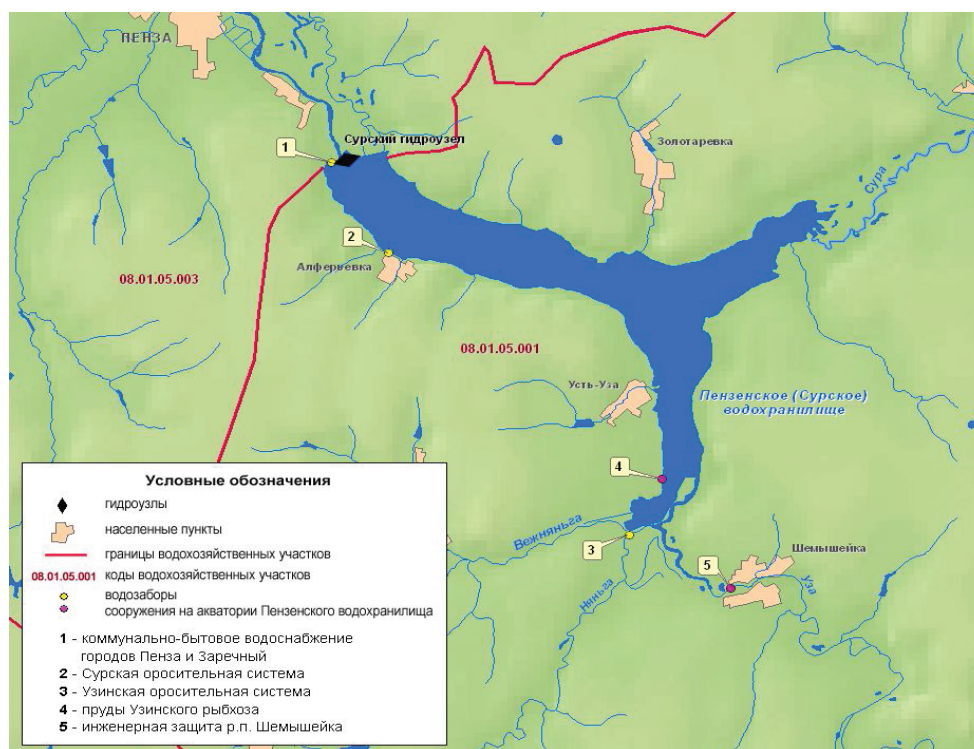 ПЕНЗА
Сурский гидроузел
1
Золотаревка
Сура
2
Алферьевка
08.01.05.003
08.01.05.001
Усть-Уза
Пензенское (Сурское)
водохранилище
4
Вежняньга
3
Шемышейка
5
Уза
Няньга
Условные обозначения
гидроузлы
населенные пункты
границы водохозяйственных участков
08.01.05.001 коды водохозяйственных участков
водозаборы
сооружения на акватории Пензенского водохранилища
1 - коммунально-бытовое водоснабжение
городов Пенза и Заречный
2 - Сурская оросительная система
3 - Узинская оросительная система
4 - пруды Узинского рыбхоза
5 - инженерная защита р.п. Шемышейка